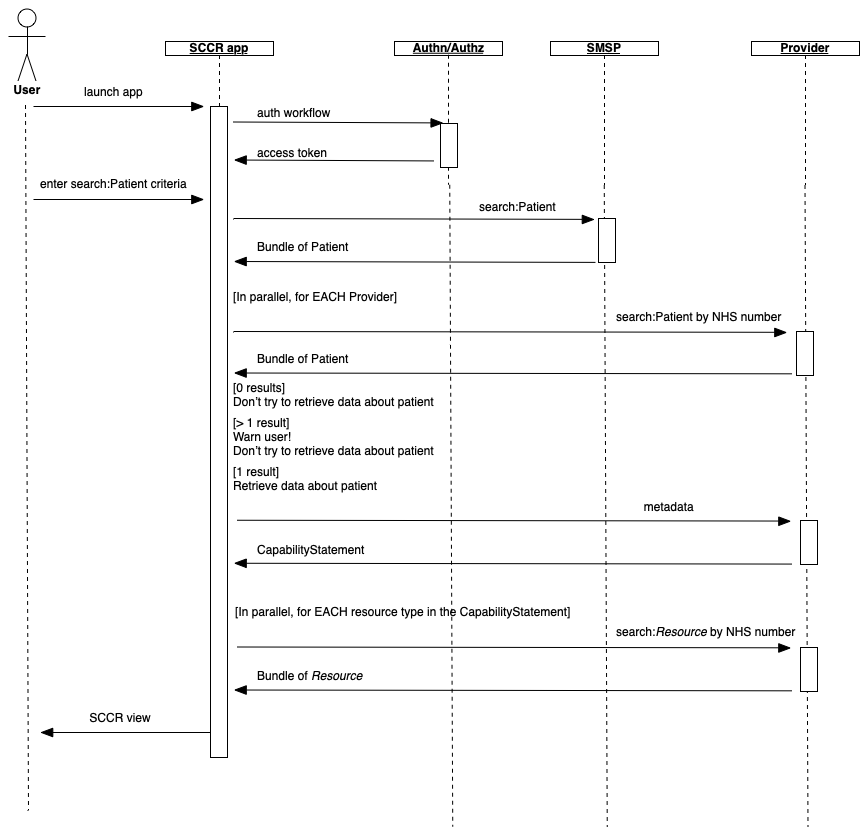 SCCR app
Authn/Authz
SMSP
Provider
User
launch app
auth workflow
access token
enter search:Patient criteria
search:Patient
Bundle of Patient
[In parallel, for EACH Provider]
search:Patient by NHS number
Bundle of Patient
[0 results]
Don't try to retrieve data about patient
[> 1 result]
Warn user!
Don't try to retrieve data about patient
[1 result]
Retrieve data about patient
metadata
CapabilityStatement
[In parallel, for EACH resource type in the CapabilityStatement]
search:Resource by NHS number
Bundle of Resource
SCCR view